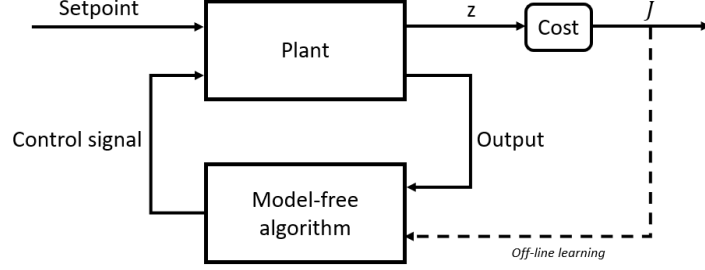 Setpoint
z
J
Cost
Plant
Control signal
Output
Model-free
algorithm
Off-line learning